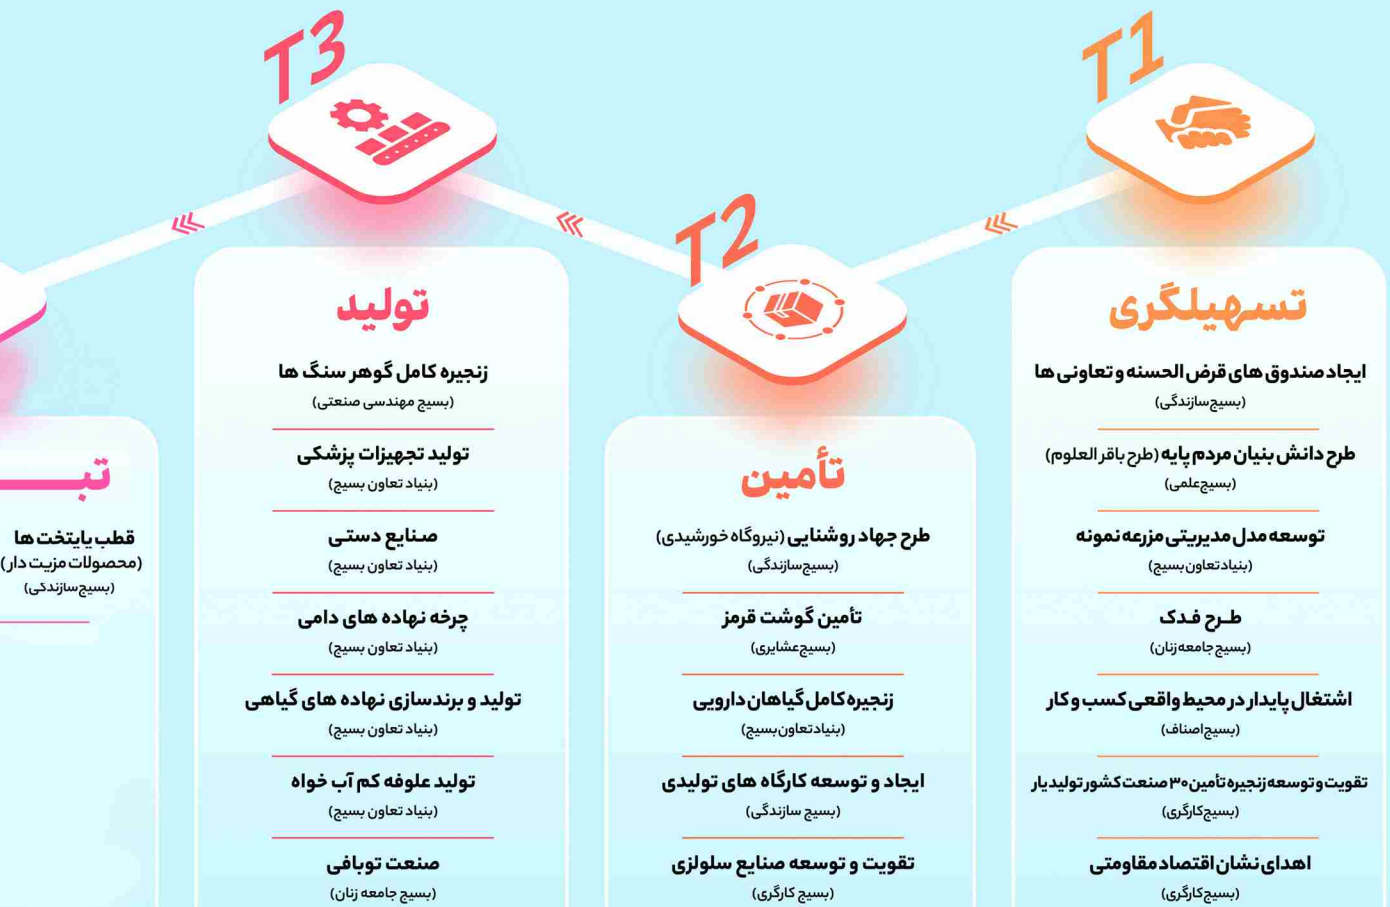 T1
تسهیلگری
ایجاد صندوق های قرض الحسنه و تعاونی ها
(بسیج سازندگی)
طرح دانش بنیان مردم پایه (طرح باقر العلوم)
(بسیج علمی)
توسعه مدل مدیریتی مزرعه نمونه
(بنیاد تعاون بسیج)
طـرح فـدک
(بسیج جامعه زنان)
اشتغال پایدار در محیط واقعی کسب و کار
(بسیج اصناف)
تقویت و توسعه زنجیره تأمین ۳۰ صنعت کشور تولید یار
(بسیج کارگری)
اهدای نشان اقتصاد مقاومتی
(بسیج کارگری)
T2
تأمین
طرح جهاد روشنایی (نیروگاه خورشیدی)
(بسیج سازندگی)
تأمین گوشت قرمز
(بسیج عشایری)
زنجیره کامل گیاهان دارویی
(بنیاد تعاون بسیج)
ایجاد و توسعه کارگاه های تولیدی
(بسیج سازندگی)
تقویت و توسعه صنایع سلولزی
(بسیج کارگری)
T3
تولید
زنجیره کامل گوهر سنگ ها
(بسیج مهندسی صنعتی)
تولید تجهیزات پزشکی
(بنیاد تعاون بسیج)
صـنایع دستـی
(بنیاد تعاون بسیج)
چرخه نهاده های دامی
(بنیاد تعاون بسیج)
تولید و برندسازی نهاده های گیاهی
(بنیاد تعاون بسیج)
تولید علوفه کم آب خواه
(بنیاد تعاون بسیج)
صنعت توبافی
(بسیج جامعه زنان)
قطب پایتخت ها
(محصولات مزیت دار)
(بسیج سازندگی)